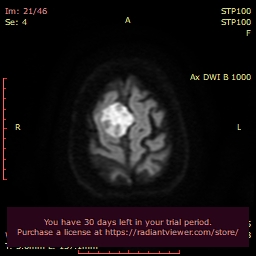 Im: 21/46
Se: 4
A
STP100
STP100
F
Ax DWI B 1000
R
L
You have 30 days left in your trial period.
Purchase a license at https://radiantviewer.com/store/